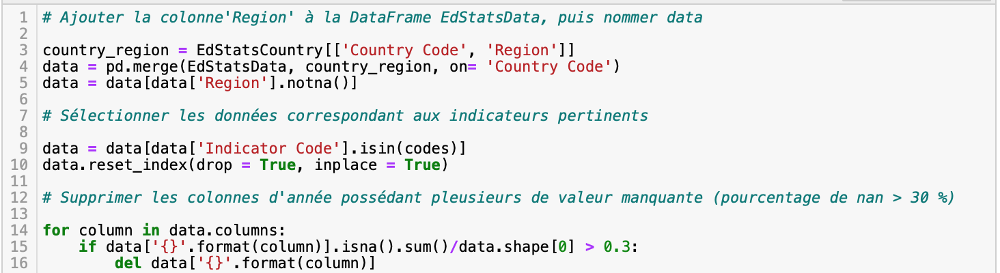 1 # Ajouter la colonne'Region' à la DataFrame EdStatsData, puis nommer data
2
3 country_region = EdStatsCountry[['Country Code', 'Region']]
4 data = pd.merge(EdStatsData, country_region, on= 'Country Code')
5 data = data[data['Region'].notna()]
6
7 # Sélectionner les données correspondant aux indicateurs pertinents
8
9 data = data[data['Indicator Code'].isin(codes)]
10 data.reset_index(drop = True, inplace = True)
11
12 # Supprimer les colonnes d'année possédant pleusieurs de valeur manquante (pourcentage de nan > 30 %)
13
14 for column in data.columns:
15     if data['{}'.format(column)].isna().sum()/data.shape[0] > 0.3:
16         del data['{}'.format(column)]